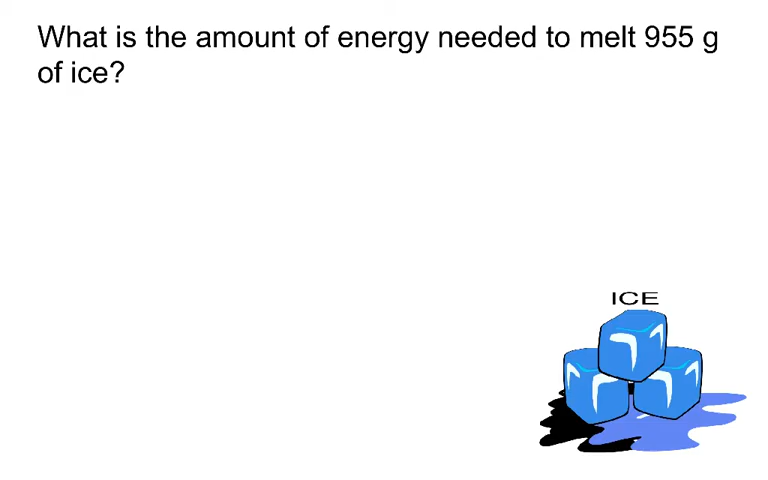 What is the amount of energy needed to melt 955 g
of ice?
ICE